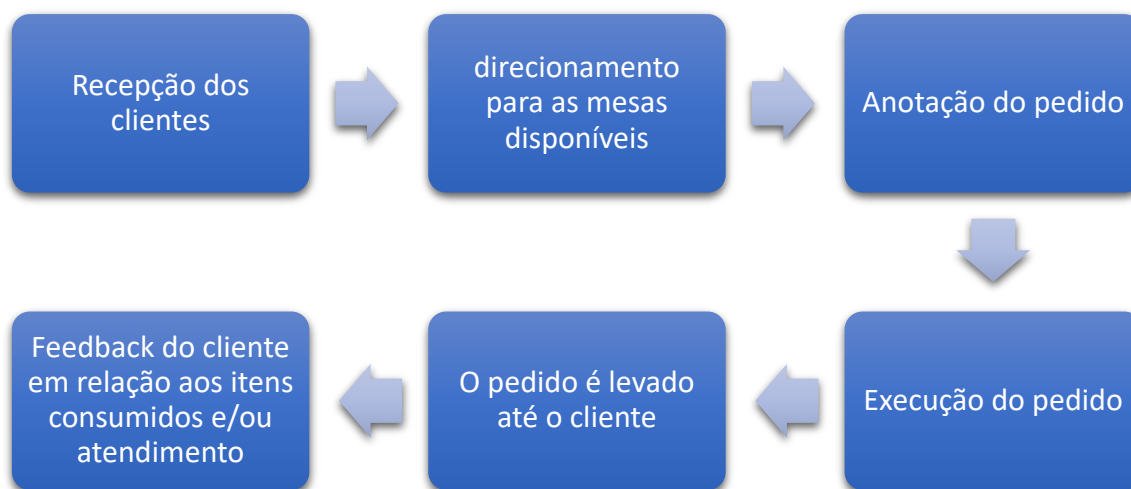 Recepção dos
clientes
direcionamento
para as mesas
disponíveis
Anotação do pedido
Execução do pedido
O pedido é levado
até o cliente
Feedback do cliente
em relação aos itens
consumidos e/ou
atendimento